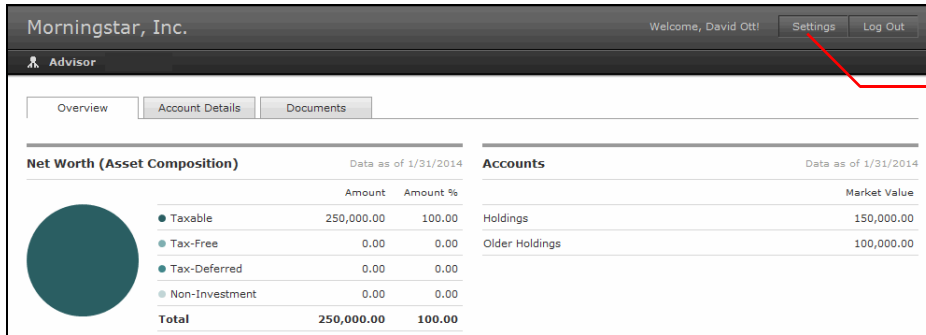 Morningstar, Inc.
Welcome, David Ott! Settings Log Out
Advisor
Overview Account Details Documents
Net Worth (Asset Composition) Data as of 1/31/2014
Amount Amount %
Taxable 250,000.00 100.00
Tax-Free 0.00 0.00
Tax-Deferred 0.00 0.00
Non-Investment 0.00 0.00
Total 250,000.00 100.00
Accounts Data as of 1/31/2014
Market Value
Holdings 150,000.00
Older Holdings 100,000.00